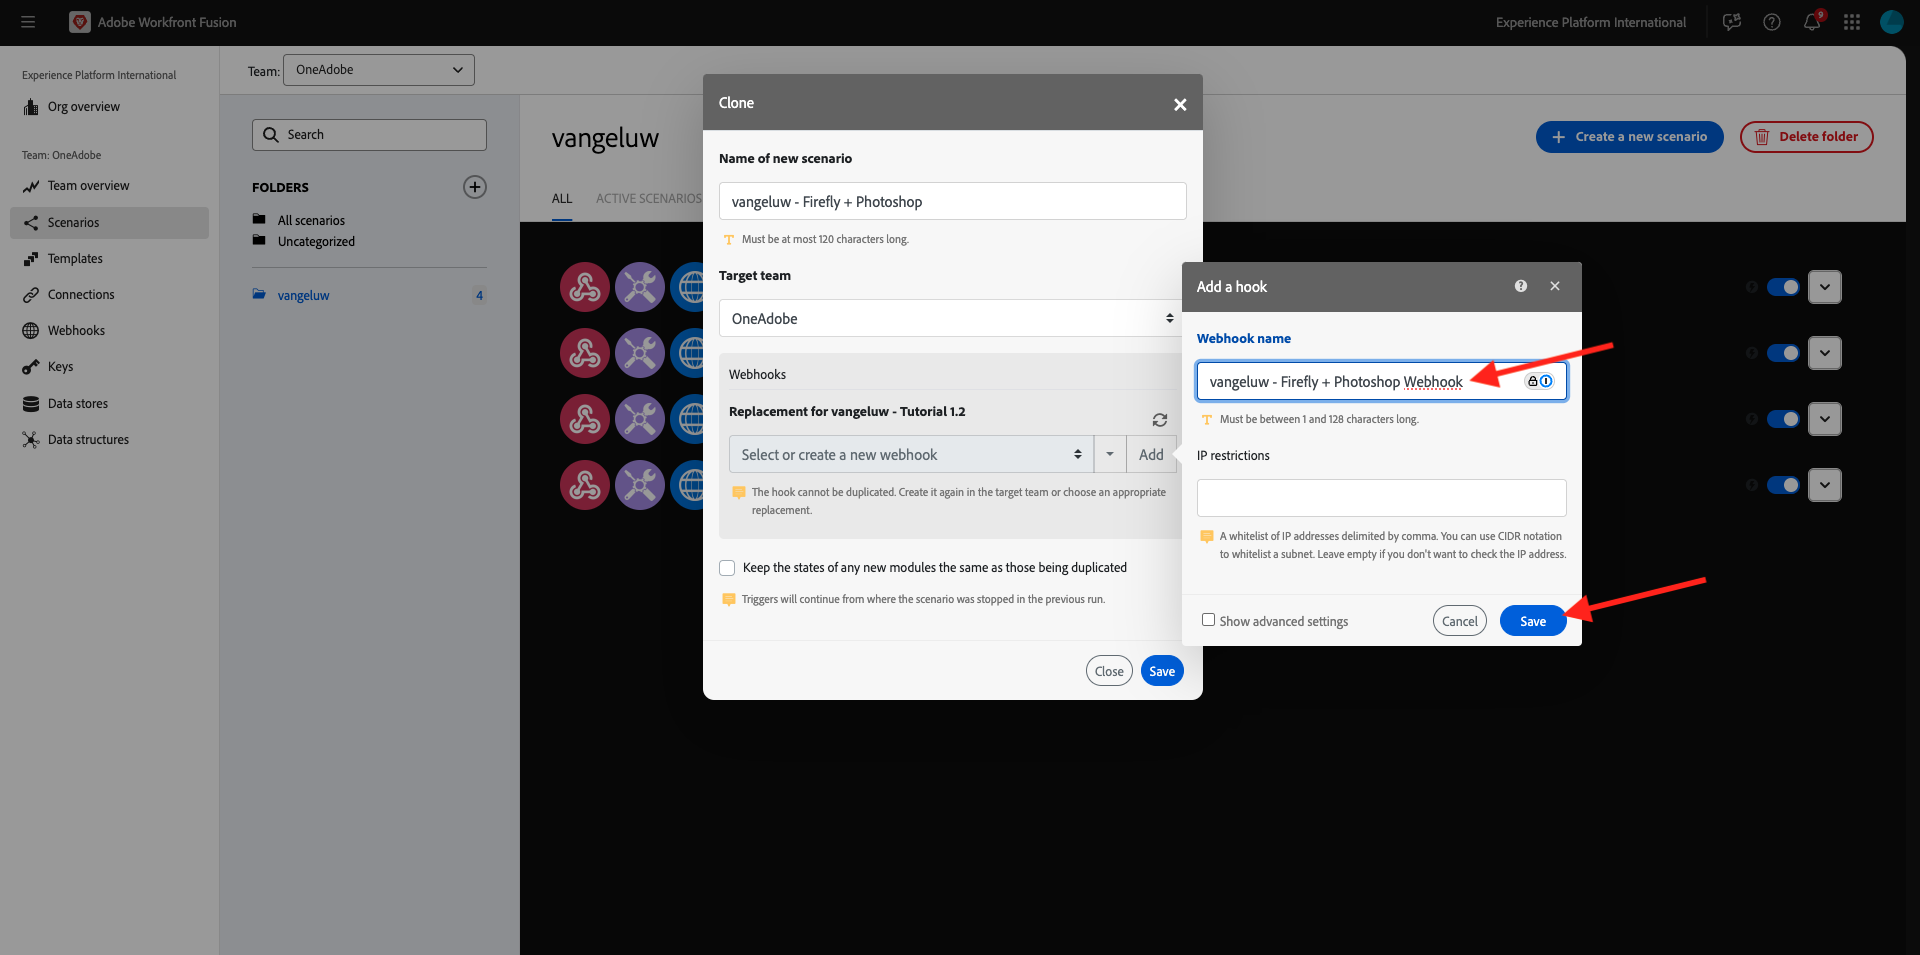 Adobe Workfront Fusion
Experience Platform International
9
Experience Platform International
Org overview
Team: OneAdobe
Team overview
Scenarios
Templates
Connections
Webhooks
Keys
Data stores
Data structures
Team:
OneAdobe
Search
FOLDERS
All scenarios
Uncategorized
vangeluw
4
vangeluw
Create a new scenario
Delete folder
ALL
ACTIVE SCENARIOS
Clone
Name of new scenario
vangeluw - Firefly + Photoshop
Must be at most 120 characters long.
Target team
OneAdobe
Webhooks
Replacement for vangeluw - Tutorial 1.2
Select or create a new webhook
Add
The hook cannot be duplicated. Create it again in the target team or choose an appropriate
replacement.
Keep the states of any new modules the same as those being duplicated
Triggers will continue from where the scenario was stopped in the previous run.
Close
Save
Add a hook
Webhook name
vangeluw - Firefly + Photoshop Webhook
Must be between 1 and 128 characters long.
IP restrictions
A whitelist of IP addresses delimited by comma. You can use CIDR notation
to whitelist a subnet. Leave empty if you don't want to check the IP address.
Show advanced settings
Cancel
Save